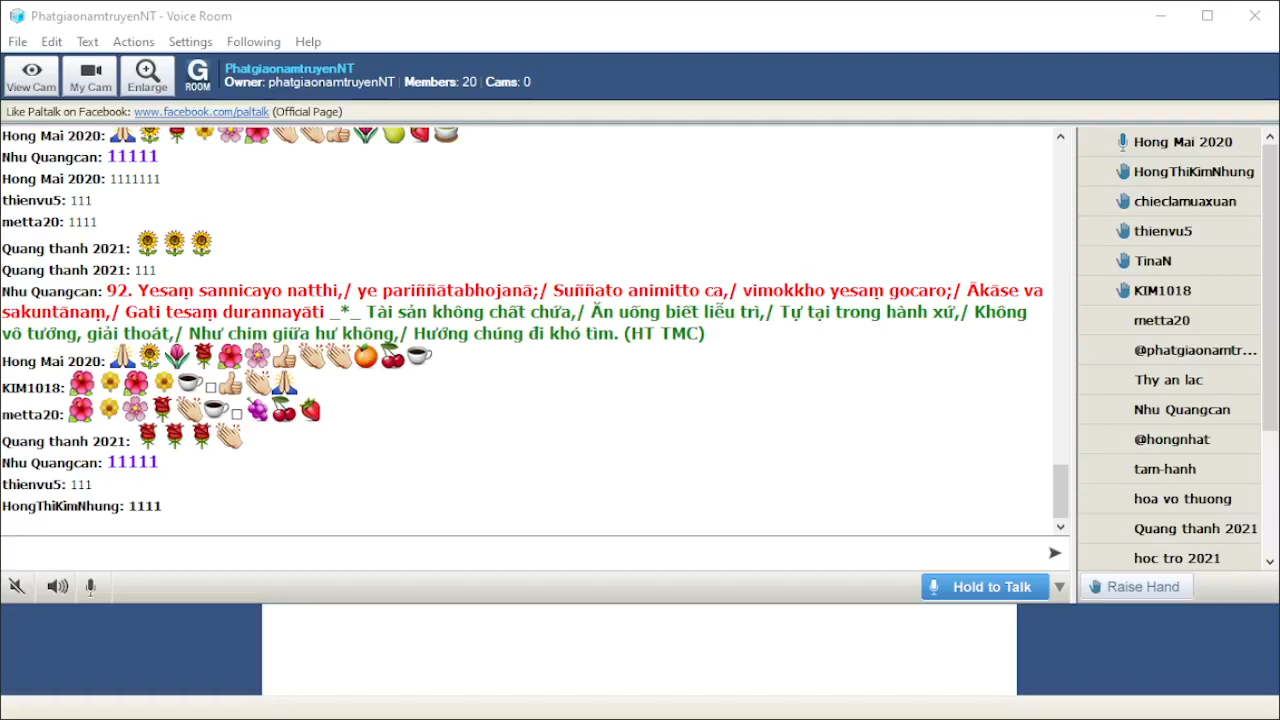 PhatgiaonamtruyenNT - Voice Room
File Edit Text Actions Settings Following Help
View Cam My Cam Enlarge G ROOM
PhatgiaonamtruyenNT
Owner: phatgiaonamtruyenNT | Members: 20 | Cams: 0
Like Paltalk on Facebook: www.facebook.com/paltalk (Official Page)
Hong Mai 2020:
Nhu Quangcan: 11111
Hong Mai 2020: 1111111
thienvu5: 111
metta20: 1111
Quang thanh 2021:
Quang thanh 2021: 111
Nhu Quangcan: 92. Yesaṃ sannicayo natthi,/ ye pariññātabhojanā;/ Suññato animitto ca,/ vimokkho yesaṃ gocaro;/ Ākāse va
sakuntānaṃ,/ Gati tesaṃ durannayāti _*_ Tài sản không chất chứa,/ Ăn uống biết liễu tri,/ Tự tại trong hành xứ,/ Không
vô tướng, giải thoát,/ Như chim giữa hư không,/ Hướng chúng đi khó tìm. (HT TMC)
Hong Mai 2020:
KIM1018:
metta20:
Quang thanh 2021:
Nhu Quangcan: 11111
thienvu5: 111
HongThiKimNhung: 1111
Hold to Talk
Hong Mai 2020
HongThiKimNhung
chieclamuaxuan
thienvu5
TinaN
KIM1018
metta20
@phatgiaonamtr...
Thy an lac
Nhu Quangcan
@hongnhat
tam-hanh
hoa vo thuong
Quang thanh 2021
hoc tro 2021
Raise Hand